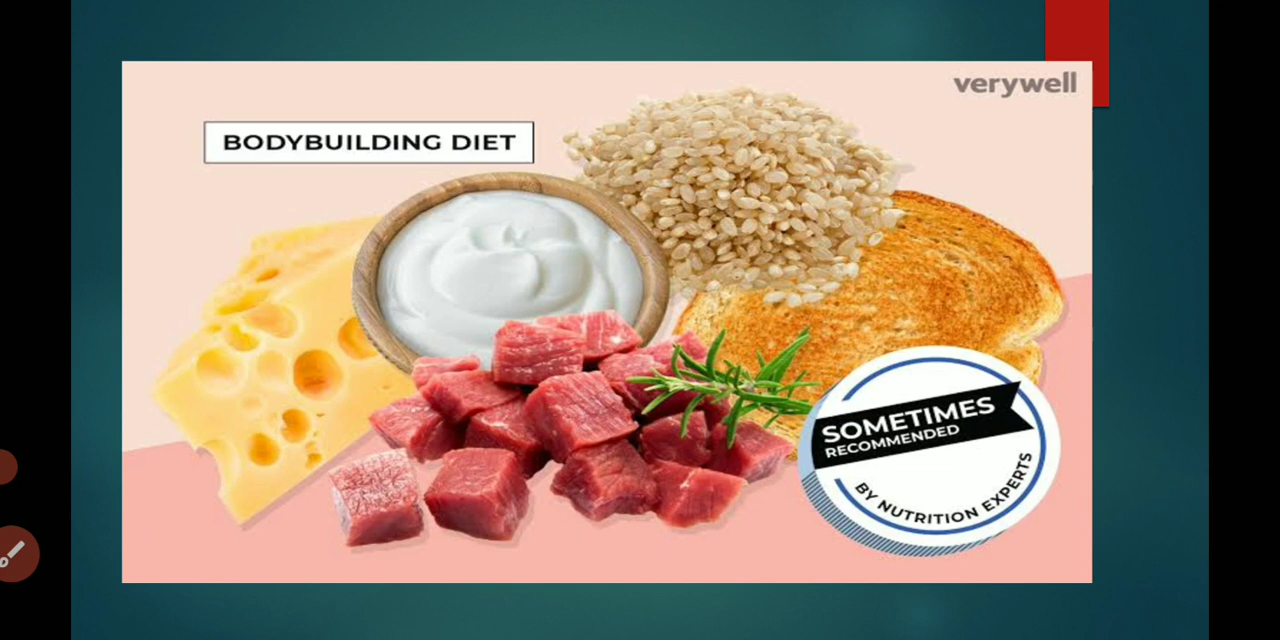 verywell
BODYBUILDING DIET
SOMETIMES
RECOMMENDED
BY NUTRITION EXPERTS